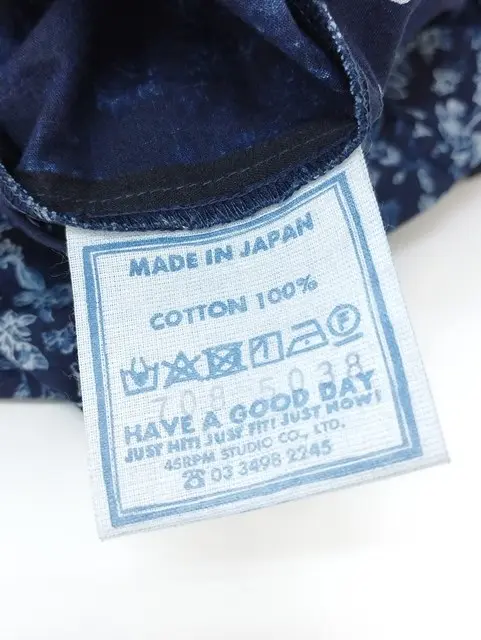 MADE IN JAPAN
COTTON 100%
F
708 5038
HAVE A GOOD DAY
JUST HIT! JUST FIT! JUST NOW!
45RPM STUDIO CO., LTD.
☎ 03 3498 2245